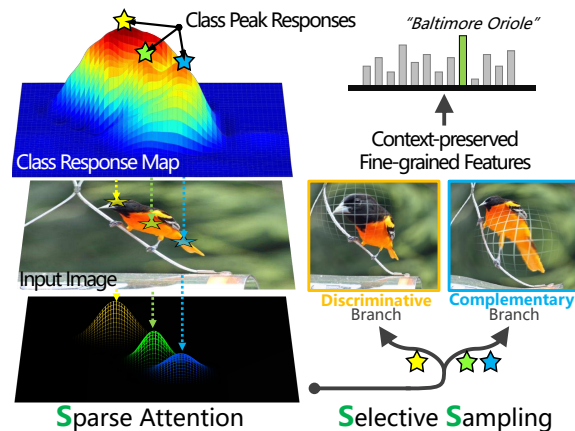 Class Peak Responses
Class Response Map
Input Image
Sparse Attention
"Baltimore Oriole"
Context-preserved
Fine-grained Features
Discriminative
Branch
Complementary
Branch
Selective Sampling